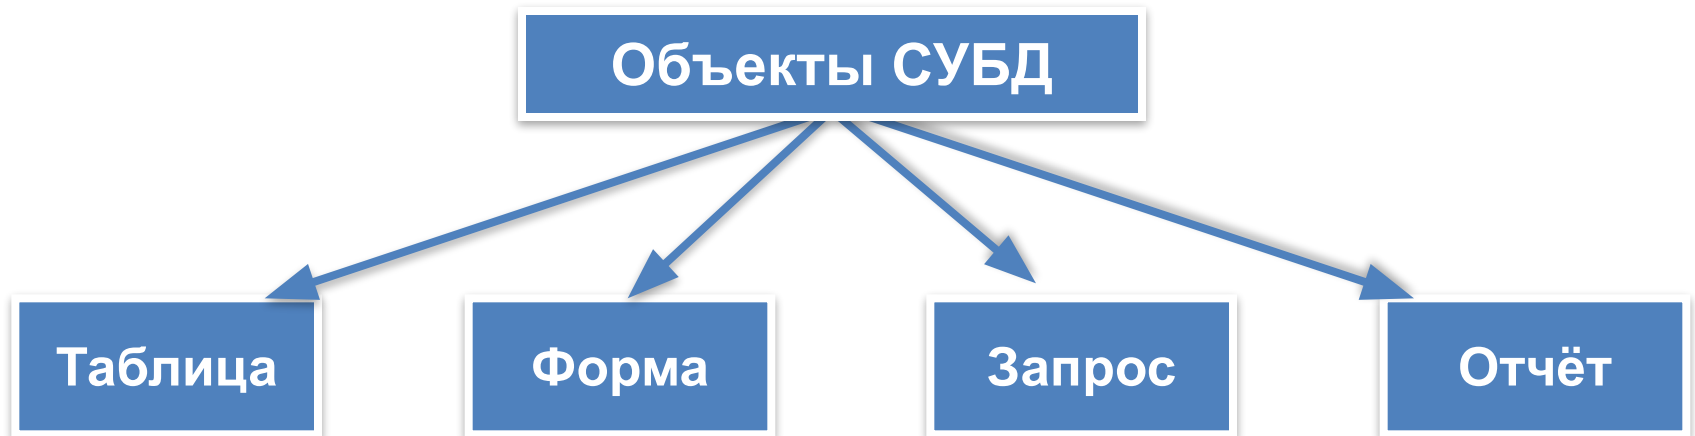 Объекты СУБД
Таблица
Форма
Запрос
Отчёт